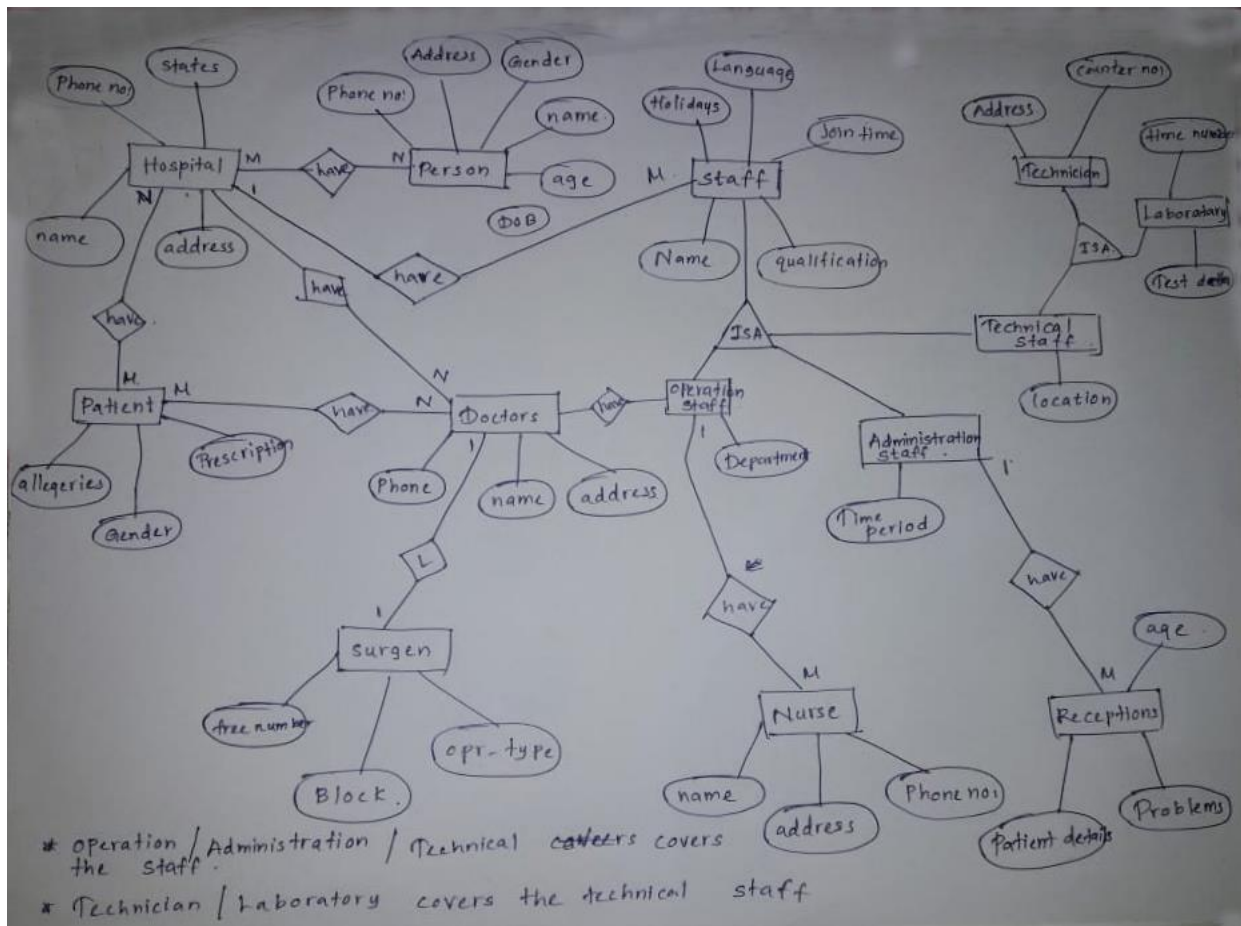 States
Phone no:
Hospital
name
address
M
have
N
Address
Gender
Phone no:
name.
Person
age
DOB
Language
Holidays
Join time
Staff
M.
Name
qualification
1
have
Counter no:
Address
Technician
time number
Laboratary
Test
ISA
Technical
staff.
location
ISA
N
have.
M
Patient
allegeries
Gender
Prescription
M
have
N
have
N
Doctors
Phone
name
address
have
Operation
staff
Department
1
Administration
staff.
Time
period
1
1
L
1
Surgen
free number
Block.
opr-type
have
M
Nurse
name
address
Phone no:
have
M
Receptions
age.
Patient details
Problems
* Operation / Administration / Technical covers
the staff.
* Technician / Laboratory covers the technical staff